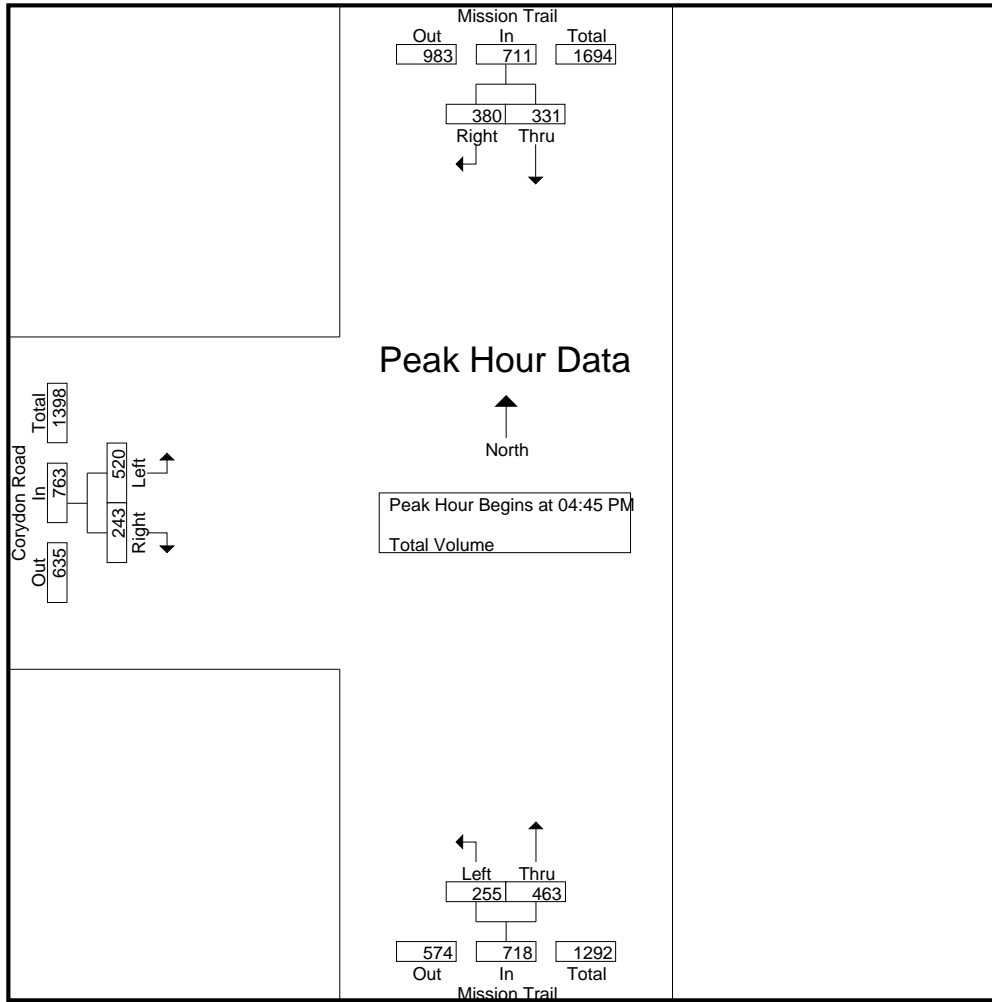 Mission Trail
Out In Total
983 711 1694
380 331
Right Thru
Peak Hour Data
North
Peak Hour Begins at 04:45 PM
Total Volume
Corydon Road
Total In Out
1398 763 635
520 243
Left Right
Left Thru
255 463
574 718 1292
Out In Total
Mission Trail